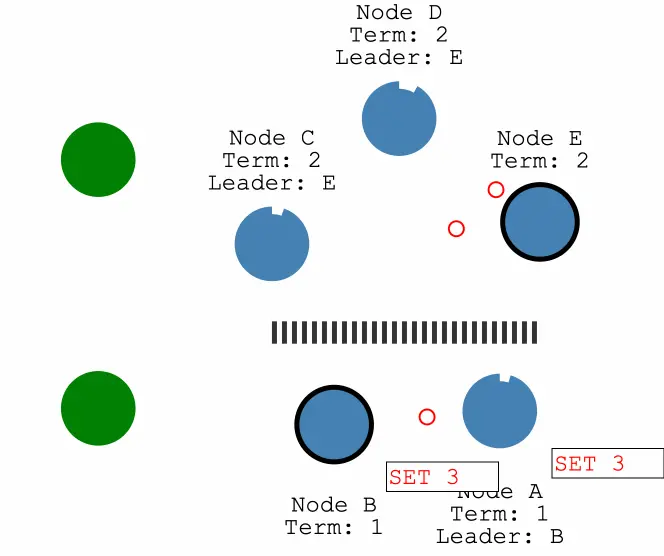 Node D
Term: 2
Leader: E
Node C
Term: 2
Leader: E
Node E
Term: 2
SET 3
SET 3
Node B
Term: 1
Node A
Term: 1
Leader: B